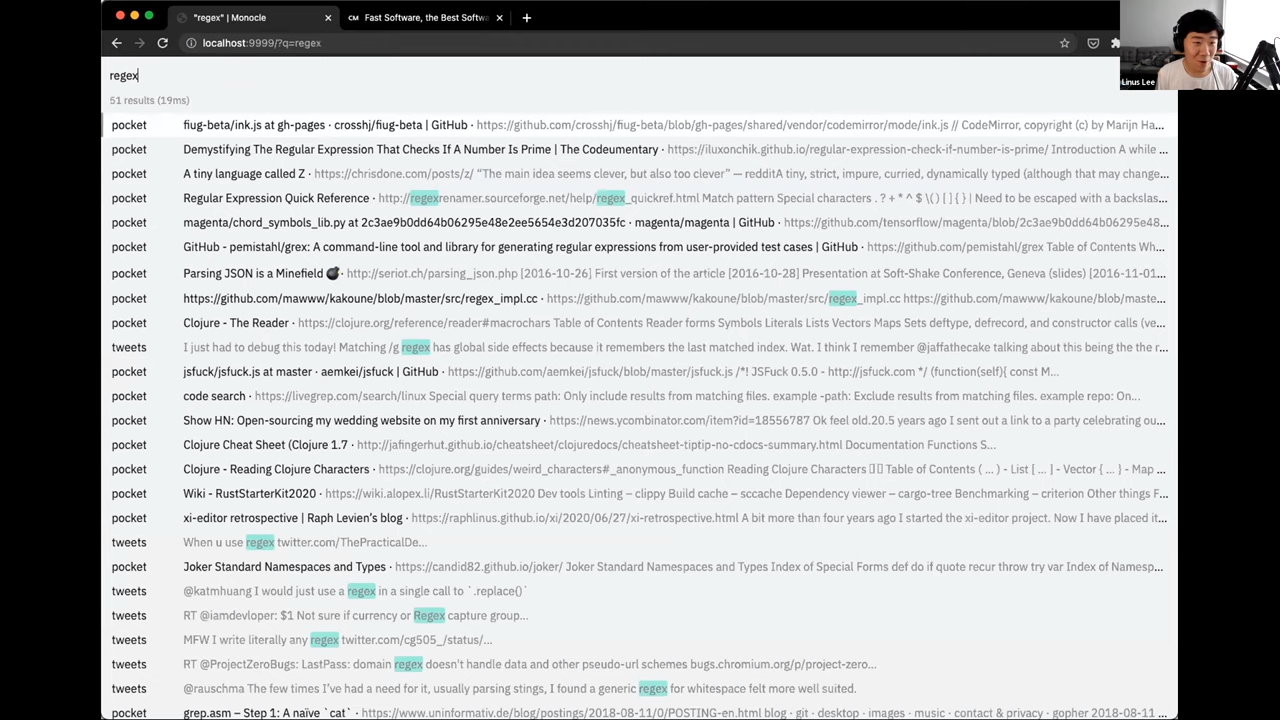 "regex" | Monocle
Fast Software, the Best Softwa
localhost:9999/?q=regex
Linus Lee
regex
51 results (19ms)
pocket fiug-beta/ink.js at gh-pages · crosshj/fiug-beta | GitHub · https://github.com/crosshj/fiug-beta/blob/gh-pages/shared/vendor/codemirror/mode/ink.js // CodeMirror, copyright (c) by Marijn Ha...
pocket Demystifying The Regular Expression That Checks If A Number Is Prime | The Codeumentary · https://iluxonchik.github.io/regular-expression-check-if-number-is-prime/ Introduction A while ...
pocket A tiny language called Z · https://chrisdone.com/posts/z/ “The main idea seems clever, but also too clever” — redditA tiny, strict, impure, curried, dynamically typed (although that may change...
pocket Regular Expression Quick Reference · http://regexrenamer.sourceforge.net/help/regex_quickref.html Match pattern Special characters . ? + * ^ $ \( ) [ ] { } | Need to be escaped with a backslas...
pocket magenta/chord_symbols_lib.py at 2c3ae9b0dd64b06295e48e2ee5654e3d207035fc · magenta/magenta | GitHub · https://github.com/tensorflow/magenta/blob/2c3ae9b0dd64b06295e48...
pocket GitHub - pemistahl/grex: A command-line tool and library for generating regular expressions from user-provided test cases | GitHub · https://github.com/pemistahl/grex Table of Contents Wh...
pocket Parsing JSON is a Minefield 💣 · http://seriot.ch/parsing_json.php [2016-10-26] First version of the article [2016-10-28] Presentation at Soft-Shake Conference, Geneva (slides) [2016-11-01...
pocket https://github.com/mawww/kakoune/blob/master/src/regex_impl.cc · https://github.com/mawww/kakoune/blob/master/src/regex_impl.cc https://github.com/mawww/kakoune/blob/maste...
pocket Clojure - The Reader · https://clojure.org/reference/reader#macrochars Table of Contents Reader forms Symbols Literals Lists Vectors Maps Sets deftype, defrecord, and constructor calls (ve...
tweets I just had to debug this today! Matching /g regex has global side effects because it remembers the last matched index. Wat. I think I remember @jaffathecake talking about this being the the r...
pocket jsfuck/jsfuck.js at master · aemkei/jsfuck | GitHub · https://github.com/aemkei/jsfuck/blob/master/jsfuck.js /*! JSFuck 0.5.0 - http://jsfuck.com */ (function(self){ const M...
pocket code search · https://livegrep.com/search/linux Special query terms path: Only include results from matching files. example -path: Exclude results from matching files. example repo: On...
pocket Show HN: Open-sourcing my wedding website on my first anniversary · https://news.ycombinator.com/item?id=18556787 Ok feel old.20.5 years ago I sent out a link to a party celebrating ou...
pocket Clojure Cheat Sheet (Clojure 1.7 · http://jafingerhut.github.io/cheatsheet/clojuredocs/cheatsheet-tiptip-no-cdocs-summary.html Documentation Functions S...
pocket Clojure - Reading Clojure Characters · https://clojure.org/guides/weird_characters#_anonymous_function Reading Clojure Characters Table of Contents ( ... ) - List [ ... ] - Vector { ... } - Map ...
pocket Wiki - RustStarterKit2020 · https://wiki.alopex.li/RustStarterKit2020 Dev tools Linting – clippy Build cache – sccache Dependency viewer – cargo-tree Benchmarking – criterion Other things F...
pocket xi-editor retrospective | Raph Levien’s blog · https://raphlinus.github.io/xi/2020/06/27/xi-retrospective.html A bit more than four years ago I started the xi-editor project. Now I have placed it...
tweets When u use regex twitter.com/ThePracticalDe...
pocket Joker Standard Namespaces and Types · https://candid82.github.io/joker/ Joker Standard Namespaces and Types Index of Special Forms def do if quote recur throw try var Index of Namesp...
tweets @katmhuang I would just use a regex in a single call to `.replace()`
tweets RT @iamdevloper: $1 Not sure if currency or Regex capture group...
tweets MFW I write literally any regex twitter.com/cg505_/status/...
tweets RT @ProjectZeroBugs: LastPass: domain regex doesn't handle data and other pseudo-url schemes bugs.chromium.org/p/project-zero...
tweets @rauschma The few times I’ve had a need for it, usually parsing stings, I found a generic regex for whitespace felt more well suited.
pocket grep.asm – Step 1: A naïve `cat` · https://www.uninformativ.de/blog/postings/2018-08-11/0/POSTING-en.html blog · git · desktop · images · music · contact & privacy · gopher 2018-08-11 ...